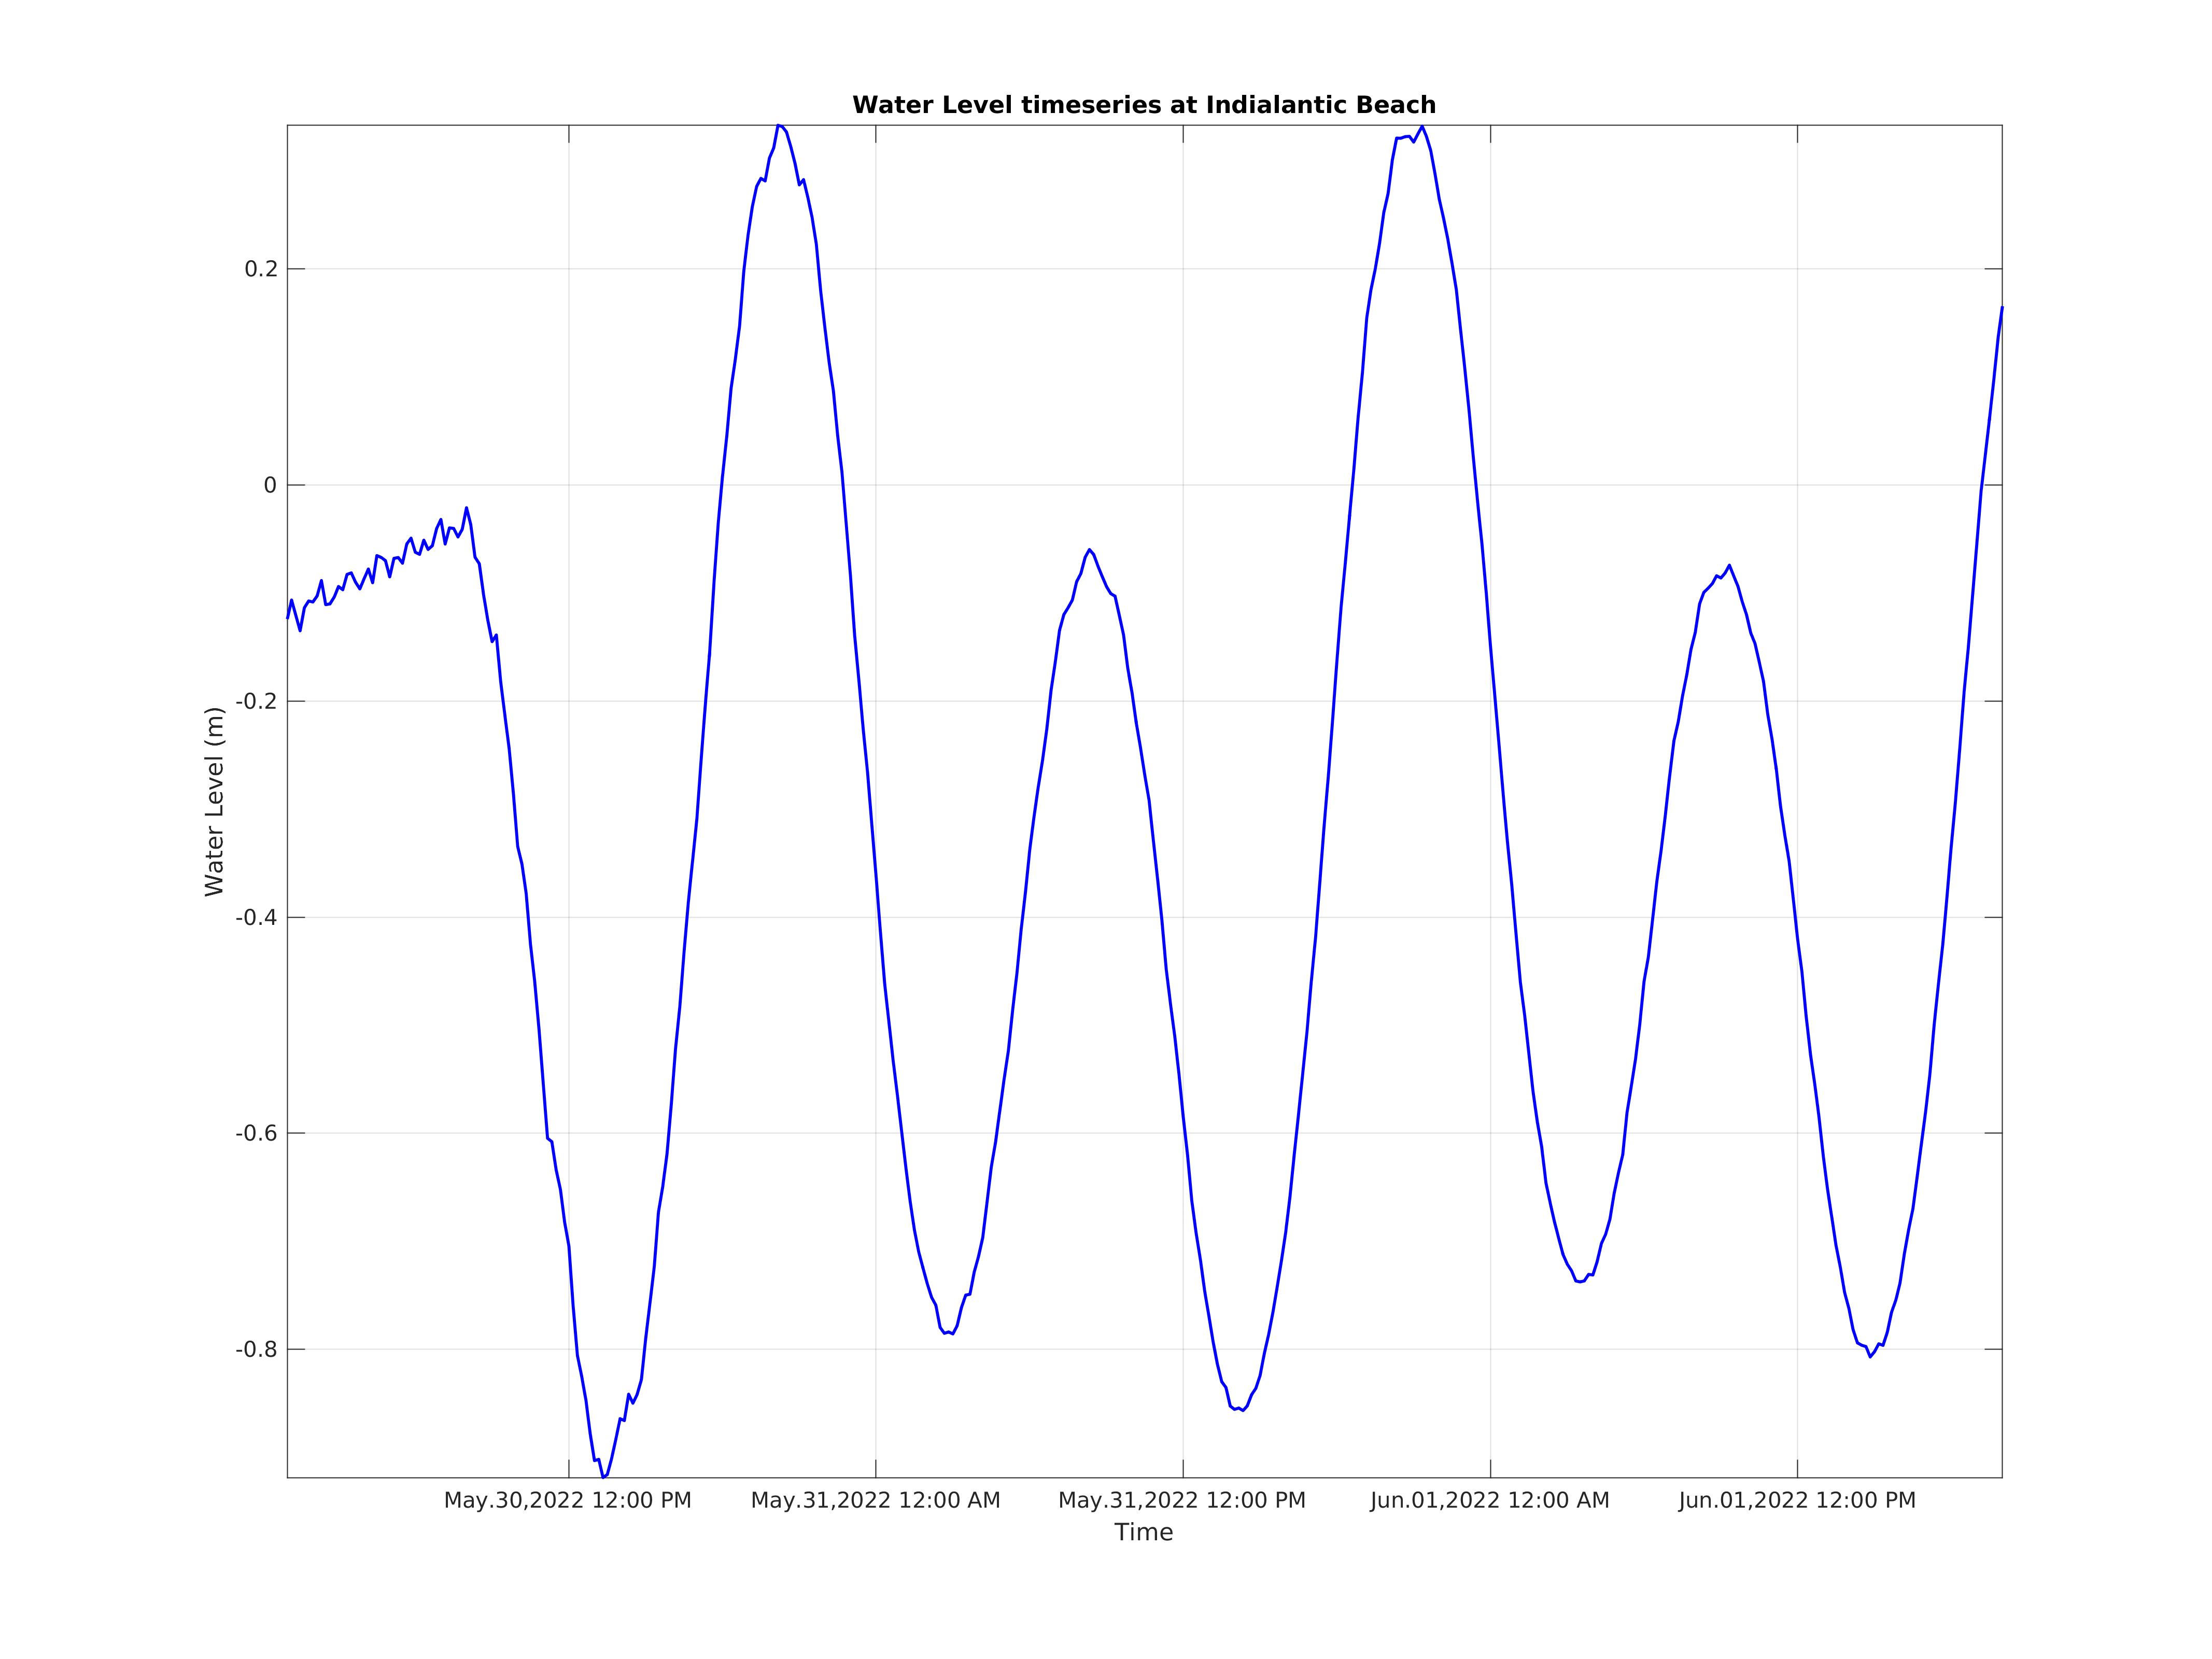 Water Level timeseries at Indialantic Beach
0.2
0
-0.2
-0.4
-0.6
-0.8
Water Level (m)
May.30,2022 12:00 PM
May.31,2022 12:00 AM
May.31,2022 12:00 PM
Jun.01,2022 12:00 AM
Jun.01,2022 12:00 PM
Time